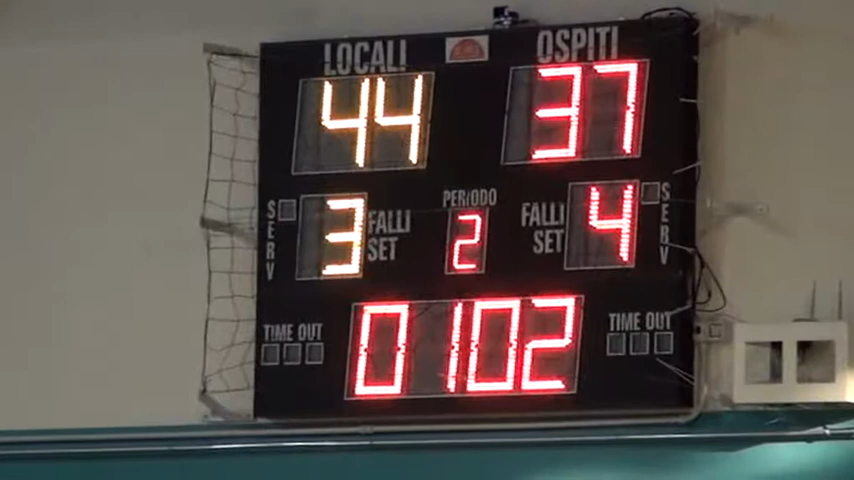 LOCALI OSPITI
44 37
SERV 3 FALLI SET PERIODO 2 FALLI SET 4 SERV
TIME OUT 0102 TIME OUT